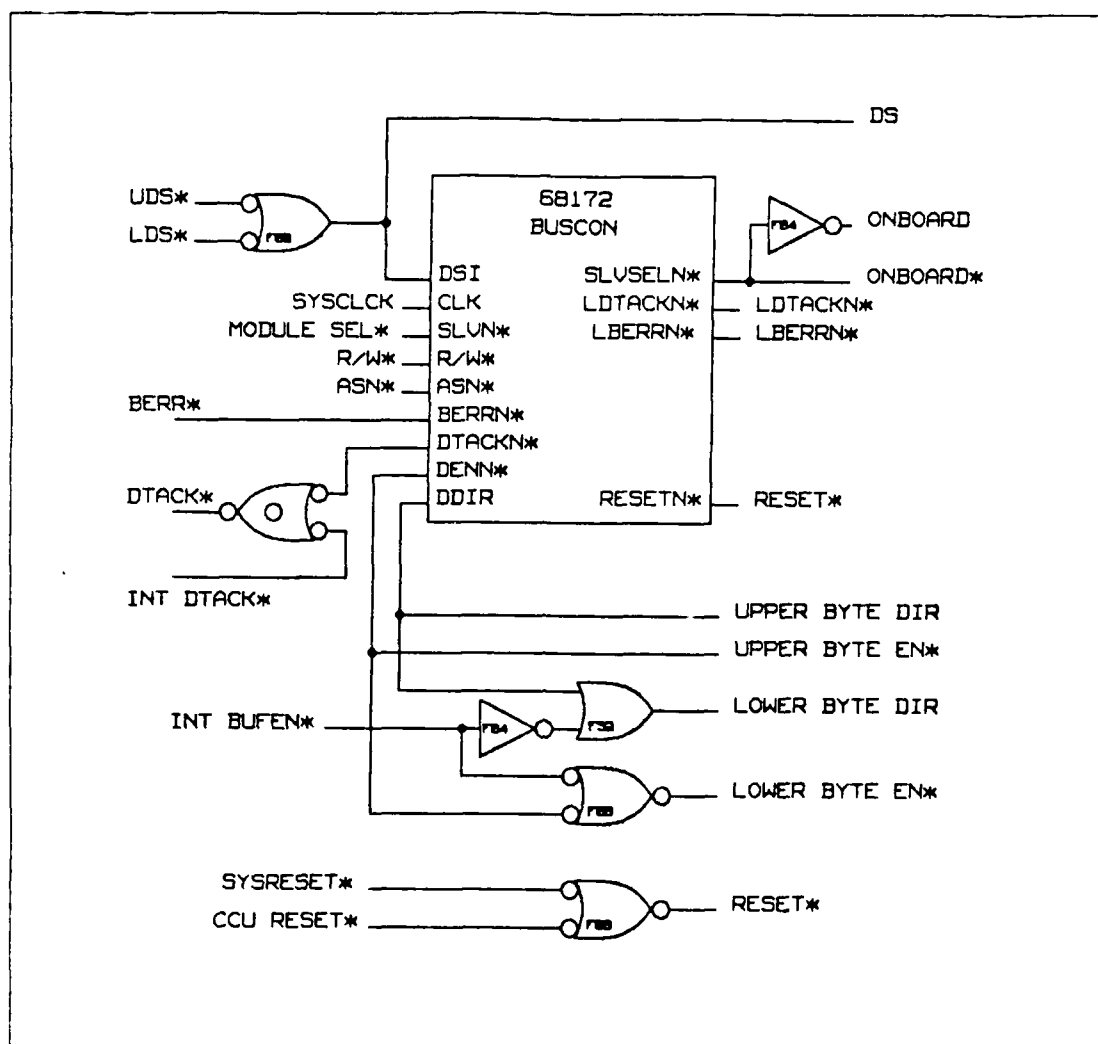 DS
UDS*
LDS*
68172
BUSCON
ONBOARD
DSI
SLVSELN*
ONBOARD*
SYSCLCK
CLK
LDTACKN*
LDTACKN*
MODULE SEL*
SLVN*
LBERRN*
LBERRN*
R/W*
R/W*
ASN*
ASN*
BERR*
BERRN*
DTACKN*
DENN*
DTACK*
DDIR
RESETN*
RESET*
INT DTACK*
UPPER BYTE DIR
UPPER BYTE EN*
INT BUFEN*
LOWER BYTE DIR
LOWER BYTE EN*
SYSRESET*
CCU RESET*
RESET*